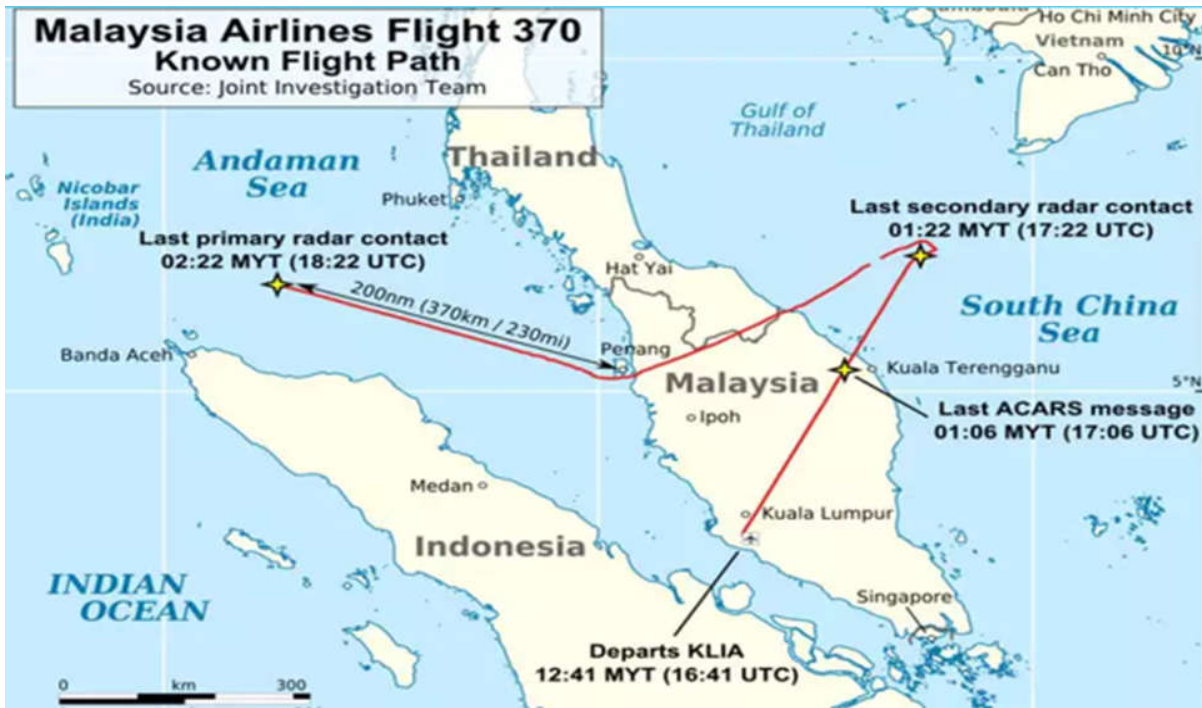 Malaysia Airlines Flight 370
Known Flight Path
Source: Joint Investigation Team
Ho Chi Minh City
Vietnam
10°N
Can Tho
Gulf of
Thailand
Andaman
Sea
Thailand
Nicobar
Islands
(India)
Phuket
Last secondary radar contact
01:22 MYT (17:22 UTC)
Last primary radar contact
02:22 MYT (18:22 UTC)
Hat Yai
200nm (370km / 230mi)
South China
Sea
Banda Aceh
Penang
Malaysia
Kuala Terengganu
5°N
Last ACARS message
01:06 MYT (17:06 UTC)
Ipoh
Medan
Kuala Lumpur
Indonesia
INDIAN
OCEAN
Singapore
Departs KLIA
12:41 MYT (16:41 UTC)
0 km 300